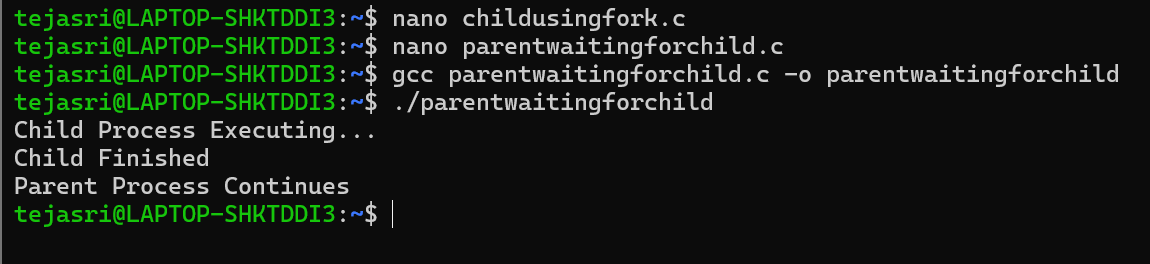 tejasri@LAPTOP-SHKTDDI3:~$ nano childusingfork.c
tejasri@LAPTOP-SHKTDDI3:~$ nano parentwaitingforchild.c
tejasri@LAPTOP-SHKTDDI3:~$ gcc parentwaitingforchild.c -o parentwaitingforchild
tejasri@LAPTOP-SHKTDDI3:~$ ./parentwaitingforchild
Child Process Executing...
Child Finished
Parent Process Continues
tejasri@LAPTOP-SHKTDDI3:~$